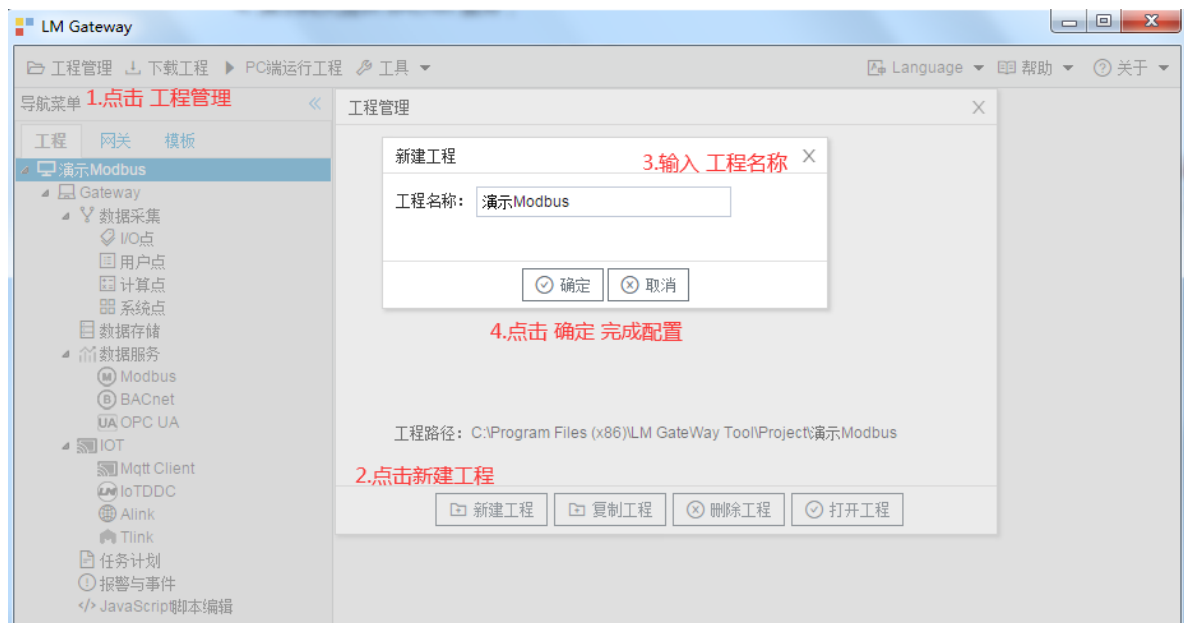 LM Gateway
工程管理 下载工程 PC端运行工程 工具 Language 帮助 关于
导航菜单 1.点击 工程管理
工程 网关 模板
演示Modbus
Gateway
数据采集
I/O点
用户点
计算点
系统点
数据存储
数据服务
Modbus
BACnet
OPC UA
IOT
Mqtt Client
IoTDDC
Alink
Tlink
任务计划
报警与事件
JavaScript脚本编辑
工程管理
新建工程 3.输入 工程名称
工程名称: 演示Modbus
确定 取消
4.点击 确定 完成配置
工程路径: C:\Program Files (x86)\LM GateWay Tool\Project\演示Modbus
2.点击新建工程
新建工程 复制工程 删除工程 打开工程